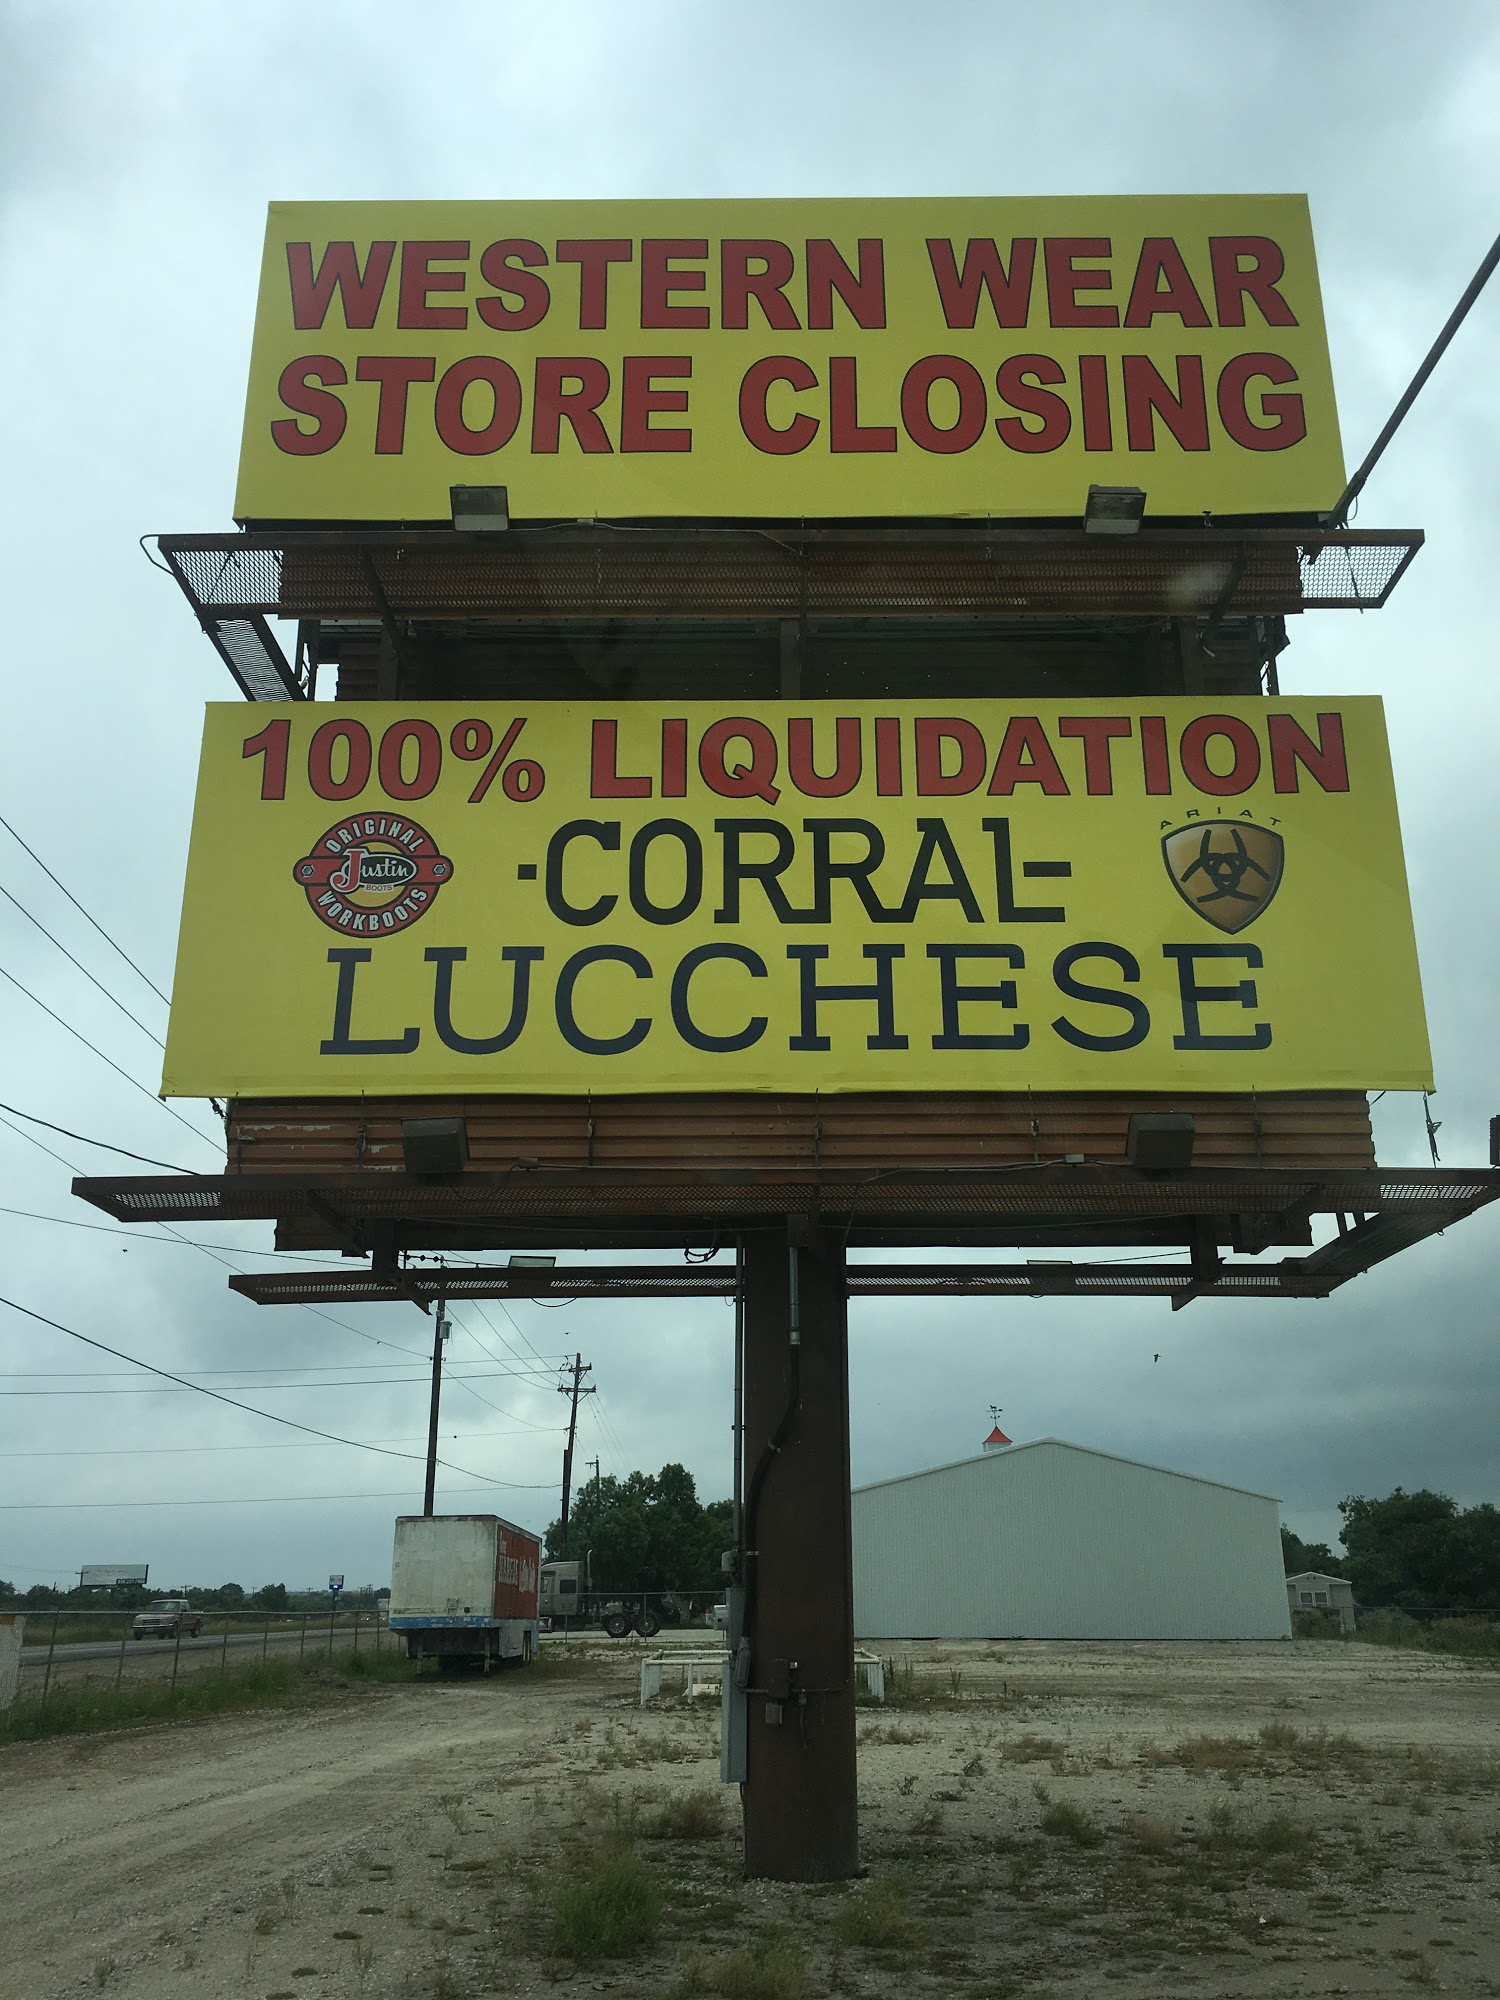 WESTERN WEAR
STORE CLOSING
100% LIQUIDATION
ORIGINAL
Justin
BOOTS
WORKBOOTS
·CORRAL-
ARIAT
LUCCHESE